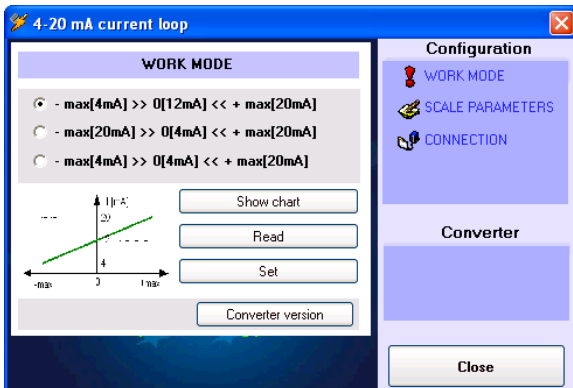 4-20 mA current loop
WORK MODE
- max[4mA] >> 0[12mA] << + max[20mA]
- max[20mA] >> 0[4mA] << + max[20mA]
- max[4mA] >> 0[4mA] << + max[20mA]
20
4
-max
0
Show chart
Read
Set
Converter version
Configuration
WORK MODE
SCALE PARAMETERS
CONNECTION
Converter
Close